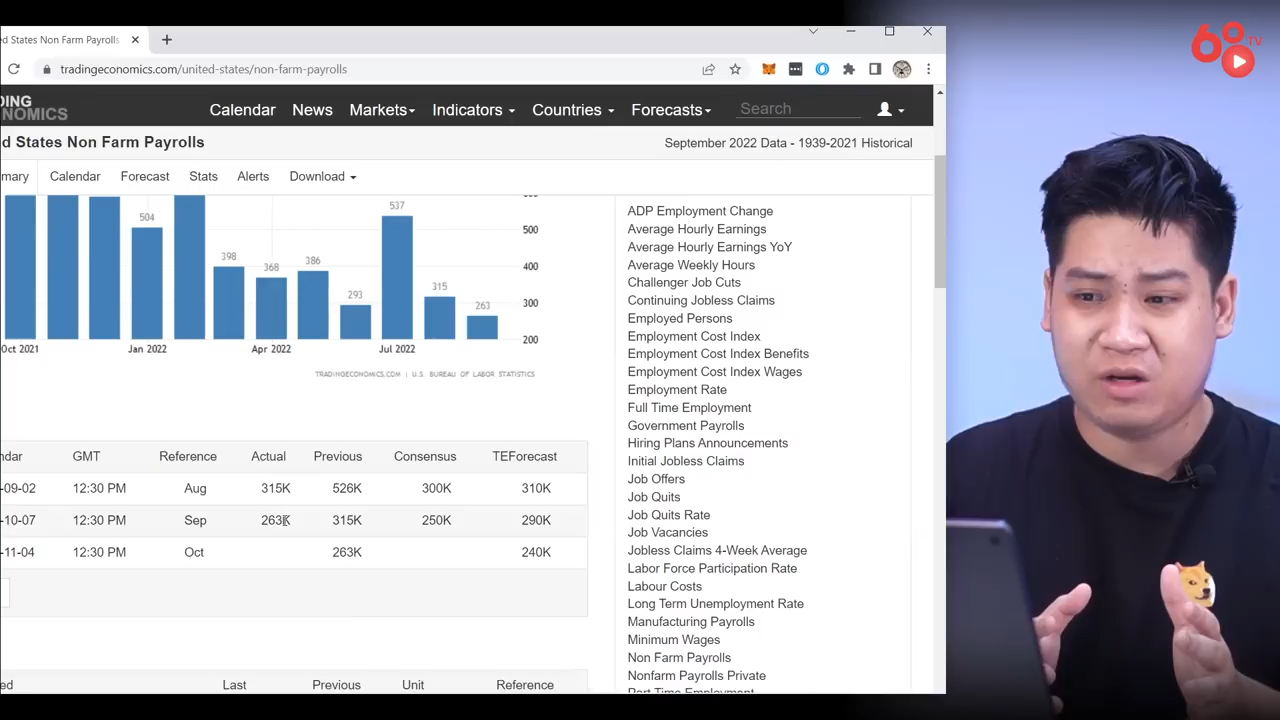 ed States Non Farm Payrolls
tradingeconomics.com/united-states/non-farm-payrolls
DING
NOMICS
Calendar News Markets Indicators Countries Forecasts Search
d States Non Farm Payrolls
September 2022 Data - 1939-2021 Historical
mary Calendar Forecast Stats Alerts Download
504
398
368
386
293
537
315
263
500
400
300
200
Oct 2021 Jan 2022 Apr 2022 Jul 2022
TRADINGECONOMICS.COM | U.S. BUREAU OF LABOR STATISTICS
ndar GMT Reference Actual Previous Consensus TEForecast
-09-02 12:30 PM Aug 315K 526K 300K 310K
-10-07 12:30 PM Sep 263K 315K 250K 290K
-11-04 12:30 PM Oct 263K 240K
ed Last Previous Unit Reference
ADP Employment Change
Average Hourly Earnings
Average Hourly Earnings YoY
Average Weekly Hours
Challenger Job Cuts
Continuing Jobless Claims
Employed Persons
Employment Cost Index
Employment Cost Index Benefits
Employment Cost Index Wages
Employment Rate
Full Time Employment
Government Payrolls
Hiring Plans Announcements
Initial Jobless Claims
Job Offers
Job Quits
Job Quits Rate
Job Vacancies
Jobless Claims 4-Week Average
Labor Force Participation Rate
Labour Costs
Long Term Unemployment Rate
Manufacturing Payrolls
Minimum Wages
Non Farm Payrolls
Nonfarm Payrolls Private
Part Time Employment
68
TV